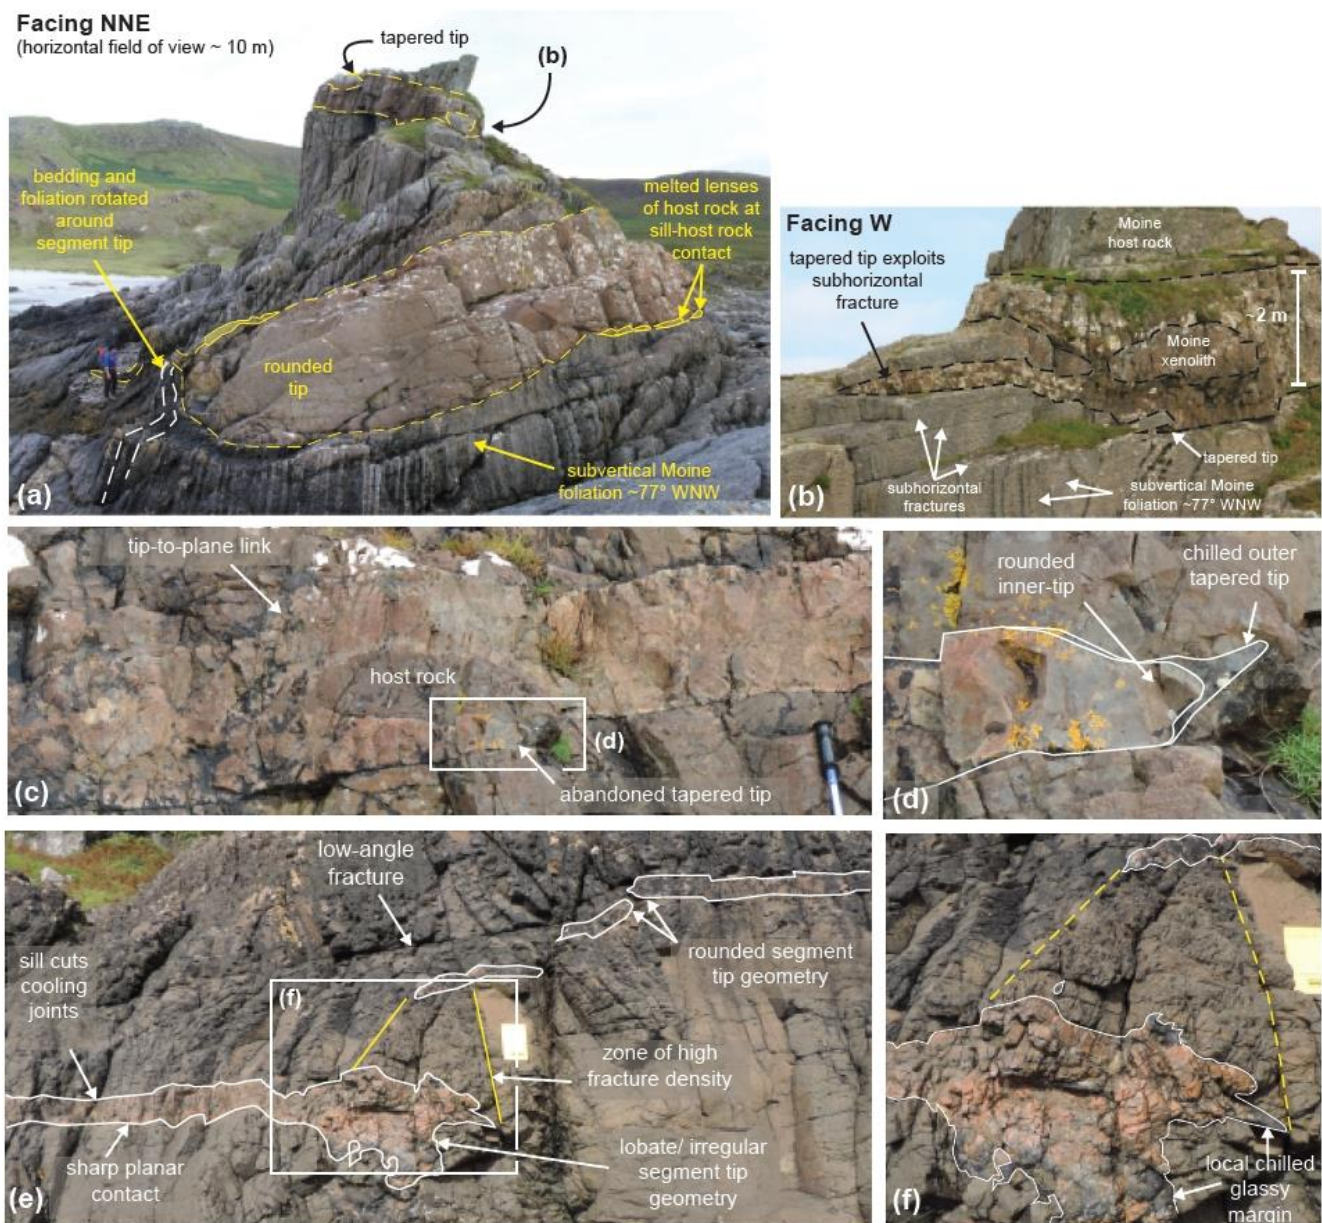 Facing NNE
(horizontal field of view ~ 10 m)
tapered tip
(b)
bedding and
foliation rotated
around
segment tip
melted lenses
of host rock at
sill-host rock
contact
rounded
tip
subvertical Moine
foliation ~77° WNW
(a)
Facing W
tapered tip exploits
subhorizontal
fracture
Moine
host rock
~2 m
Moine
xenolith
tapered tip
subhorizontal
fractures
subvertical Moine
foliation ~77° WNW
(b)
tip-to-plane link
host rock
(d)
abandoned tapered tip
(c)
rounded
inner-tip
chilled outer
tapered tip
(d)
low-angle
fracture
sill cuts
cooling
joints
(f)
rounded segment
tip geometry
zone of high
fracture density
sharp planar
contact
lobate/ irregular
segment tip
geometry
(e)
local chilled
glassy
margin
(f)